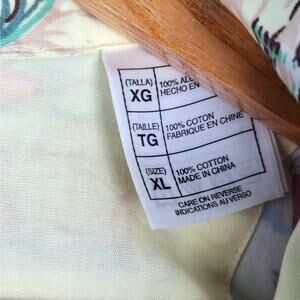 (TALLA)
XG
100%
HECHO EN
(TAILLE)
TG
100% COTON
FABRIQUE EN CHINE
(SIZE)
XL
100% COTTON
MADE IN CHINA
CARE ON REVERSE
INDICATIONS AU VERSO